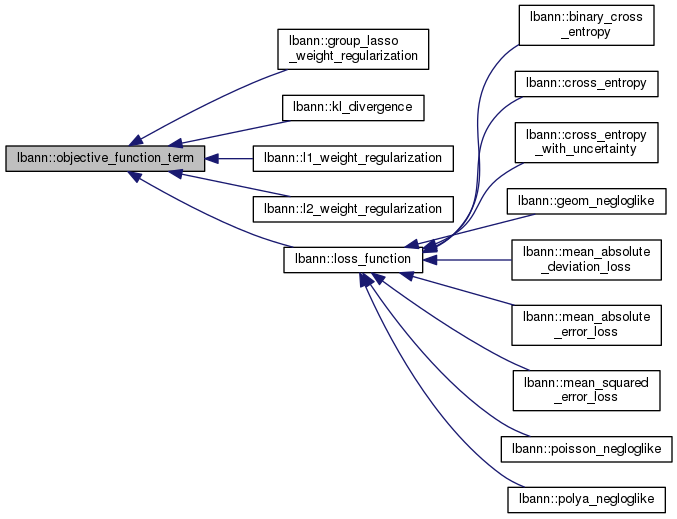 lbann::objective_function_term
lbann::group_lasso
_weight_regularization
lbann::kl_divergence
lbann::l1_weight_regularization
lbann::l2_weight_regularization
lbann::loss_function
lbann::binary_cross
_entropy
lbann::cross_entropy
lbann::cross_entropy
_with_uncertainty
lbann::geom_negloglike
lbann::mean_absolute
_deviation_loss
lbann::mean_absolute
_error_loss
lbann::mean_squared
_error_loss
lbann::poisson_negloglike
lbann::polya_negloglike